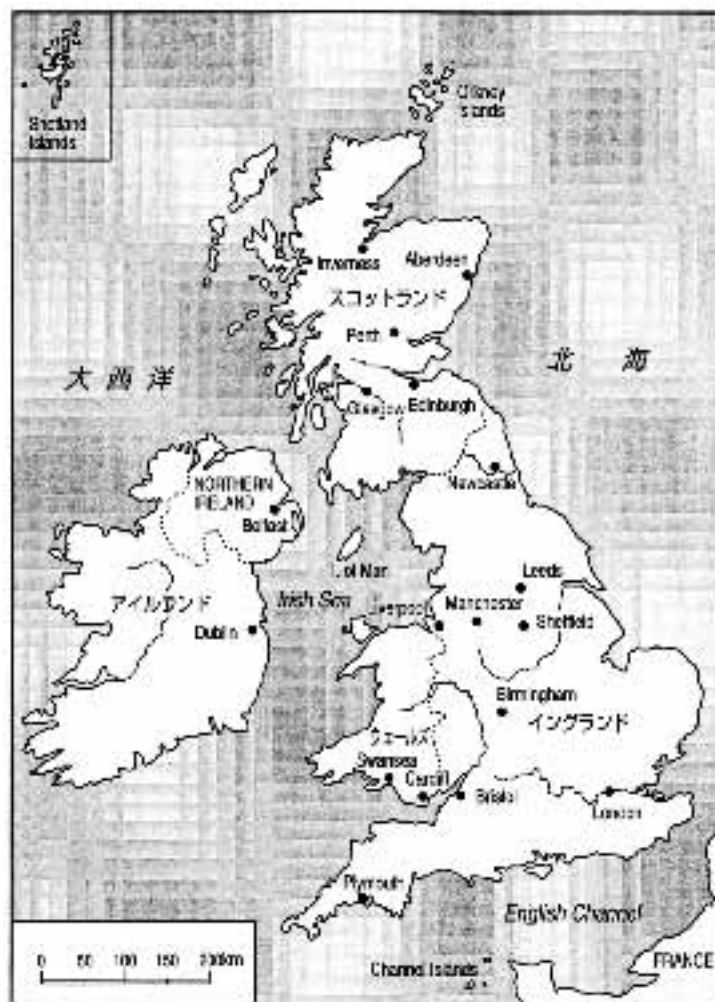 Shetland
Islands
Orkney
Islands
Inverness
Aberdeen
スコットランド
Perth
大西洋
北海
Glasgow
Edinburgh
NORTHERN
IRELAND
Belfast
Newcastle
I. of Man
Leeds
アイルランド
Irish Sea
Liverpool
Manchester
Dublin
Sheffield
Birmingham
イングランド
ウェールズ
Swansea
Cardiff
Bristol
London
Plymouth
English Channel
0 50 100 150 200km
Channel Islands
FRANCE